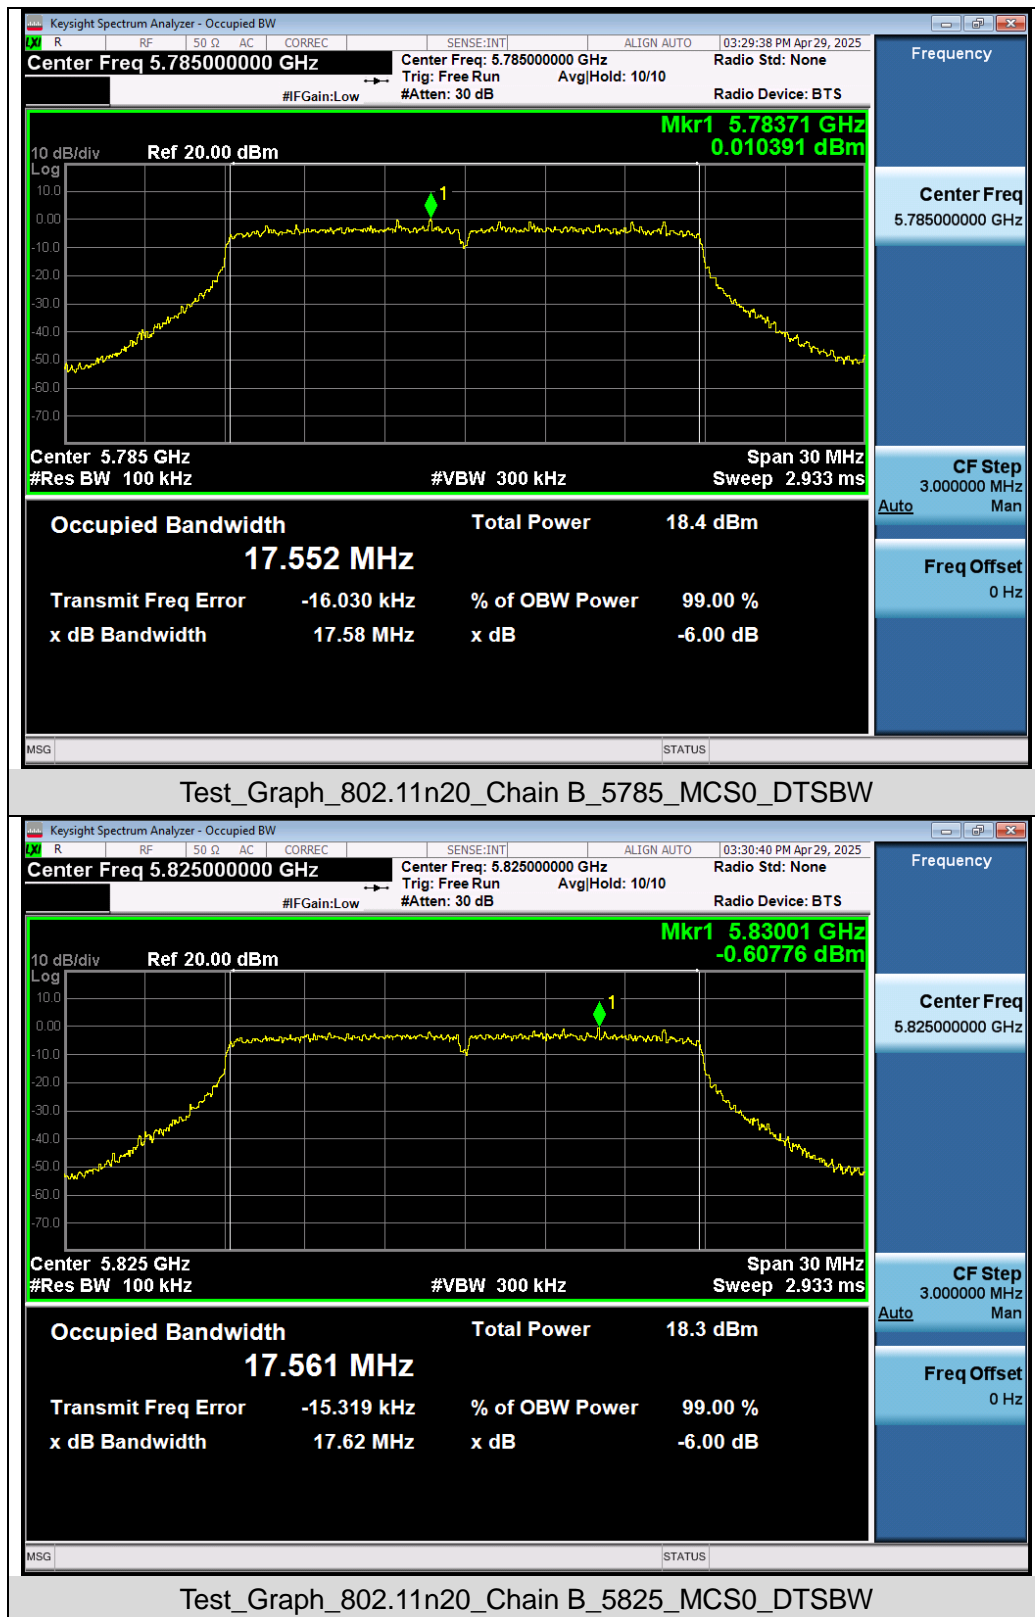 Keysight Spectrum Analyzer - Occupied BW
LXI R RF 50 Ω AC CORREC SENSE:INT ALIGN AUTO 03:29:38 PM Apr 29, 2025
Center Freq 5.785000000 GHz Center Freq: 5.785000000 GHz Radio Std: None
Trig: Free Run Avg|Hold: 10/10
#IFGain:Low #Atten: 30 dB Radio Device: BTS
Frequency
Mkr1 5.78371 GHz
0.010391 dBm
10 dB/div Ref 20.00 dBm
Log
10.0
0.00
-10.0
-20.0
-30.0
-40.0
-50.0
-60.0
-70.0
1
Center 5.785 GHz Span 30 MHz
#Res BW 100 kHz #VBW 300 kHz Sweep 2.933 ms
Center Freq
5.785000000 GHz
CF Step
3.000000 MHz
Auto Man
Freq Offset
0 Hz
Occupied Bandwidth Total Power 18.4 dBm
17.552 MHz
Transmit Freq Error -16.030 kHz % of OBW Power 99.00 %
x dB Bandwidth 17.58 MHz x dB -6.00 dB
MSG STATUS
Test_Graph_802.11n20_Chain B_5785_MCS0_DTSBW
Keysight Spectrum Analyzer - Occupied BW
LXI R RF 50 Ω AC CORREC SENSE:INT ALIGN AUTO 03:30:40 PM Apr 29, 2025
Center Freq 5.825000000 GHz Center Freq: 5.825000000 GHz Radio Std: None
Trig: Free Run Avg|Hold: 10/10
#IFGain:Low #Atten: 30 dB Radio Device: BTS
Frequency
Mkr1 5.83001 GHz
-0.60776 dBm
10 dB/div Ref 20.00 dBm
Log
10.0
0.00
-10.0
-20.0
-30.0
-40.0
-50.0
-60.0
-70.0
1
Center 5.825 GHz Span 30 MHz
#Res BW 100 kHz #VBW 300 kHz Sweep 2.933 ms
Center Freq
5.825000000 GHz
CF Step
3.000000 MHz
Auto Man
Freq Offset
0 Hz
Occupied Bandwidth Total Power 18.3 dBm
17.561 MHz
Transmit Freq Error -15.319 kHz % of OBW Power 99.00 %
x dB Bandwidth 17.62 MHz x dB -6.00 dB
MSG STATUS
Test_Graph_802.11n20_Chain B_5825_MCS0_DTSBW